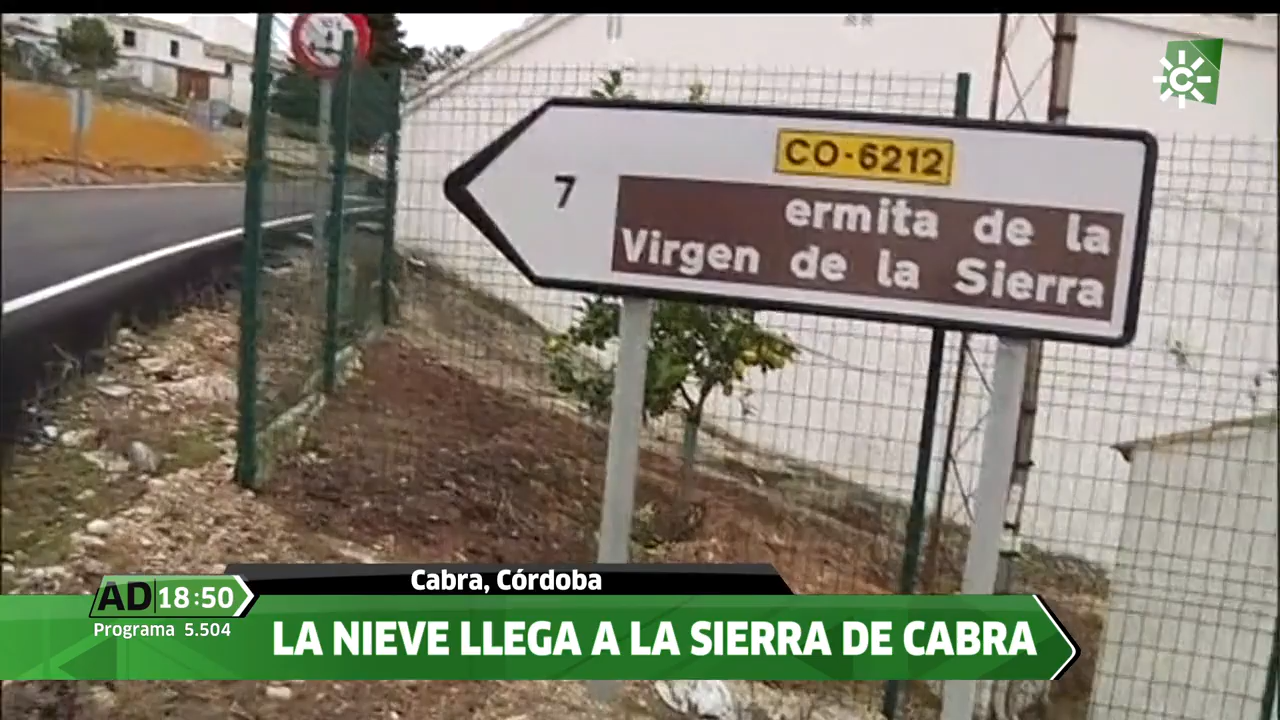 CO-6212
7
ermita de la
Virgen de la Sierra
Cabra, Córdoba
AD 18:50
Programa 5.504
LA NIEVE LLEGA A LA SIERRA DE CABRA